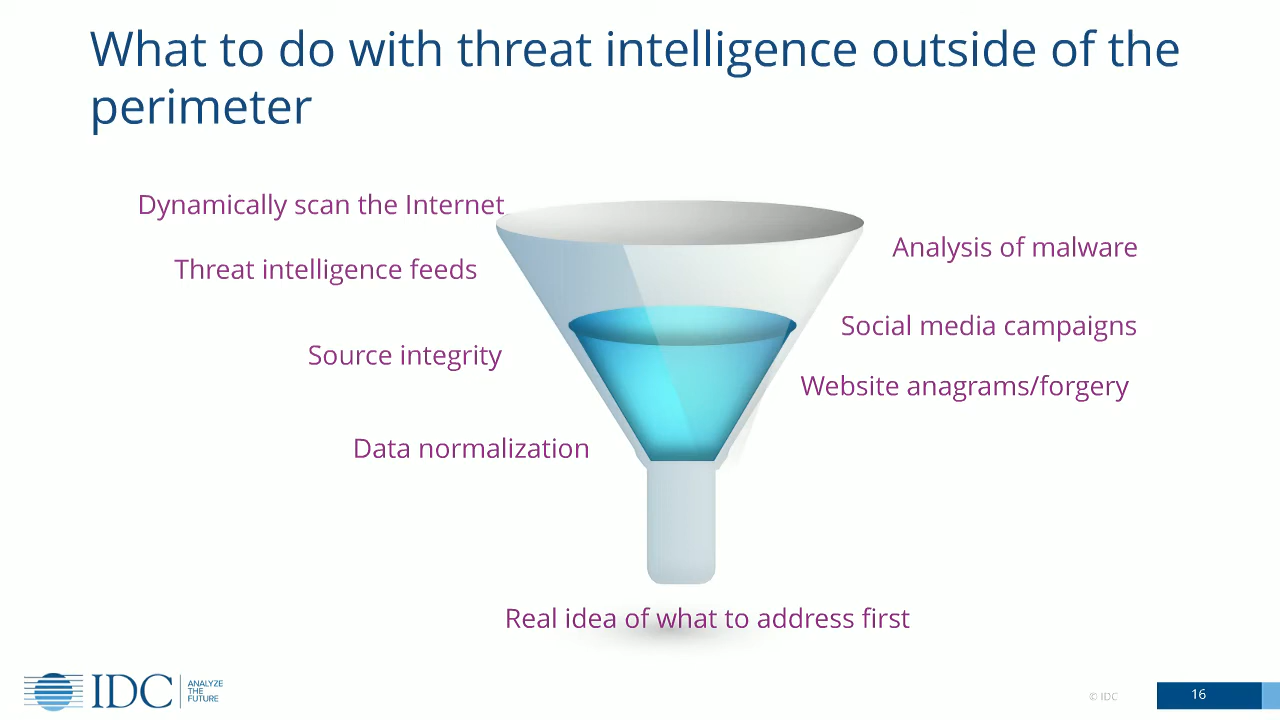 What to do with threat intelligence outside of the
perimeter
Dynamically scan the Internet
Threat intelligence feeds
Source integrity
Data normalization
Analysis of malware
Social media campaigns
Website anagrams/forgery
Real idea of what to address first
IDC
ANALYZE
THE
FUTURE
© IDC
16